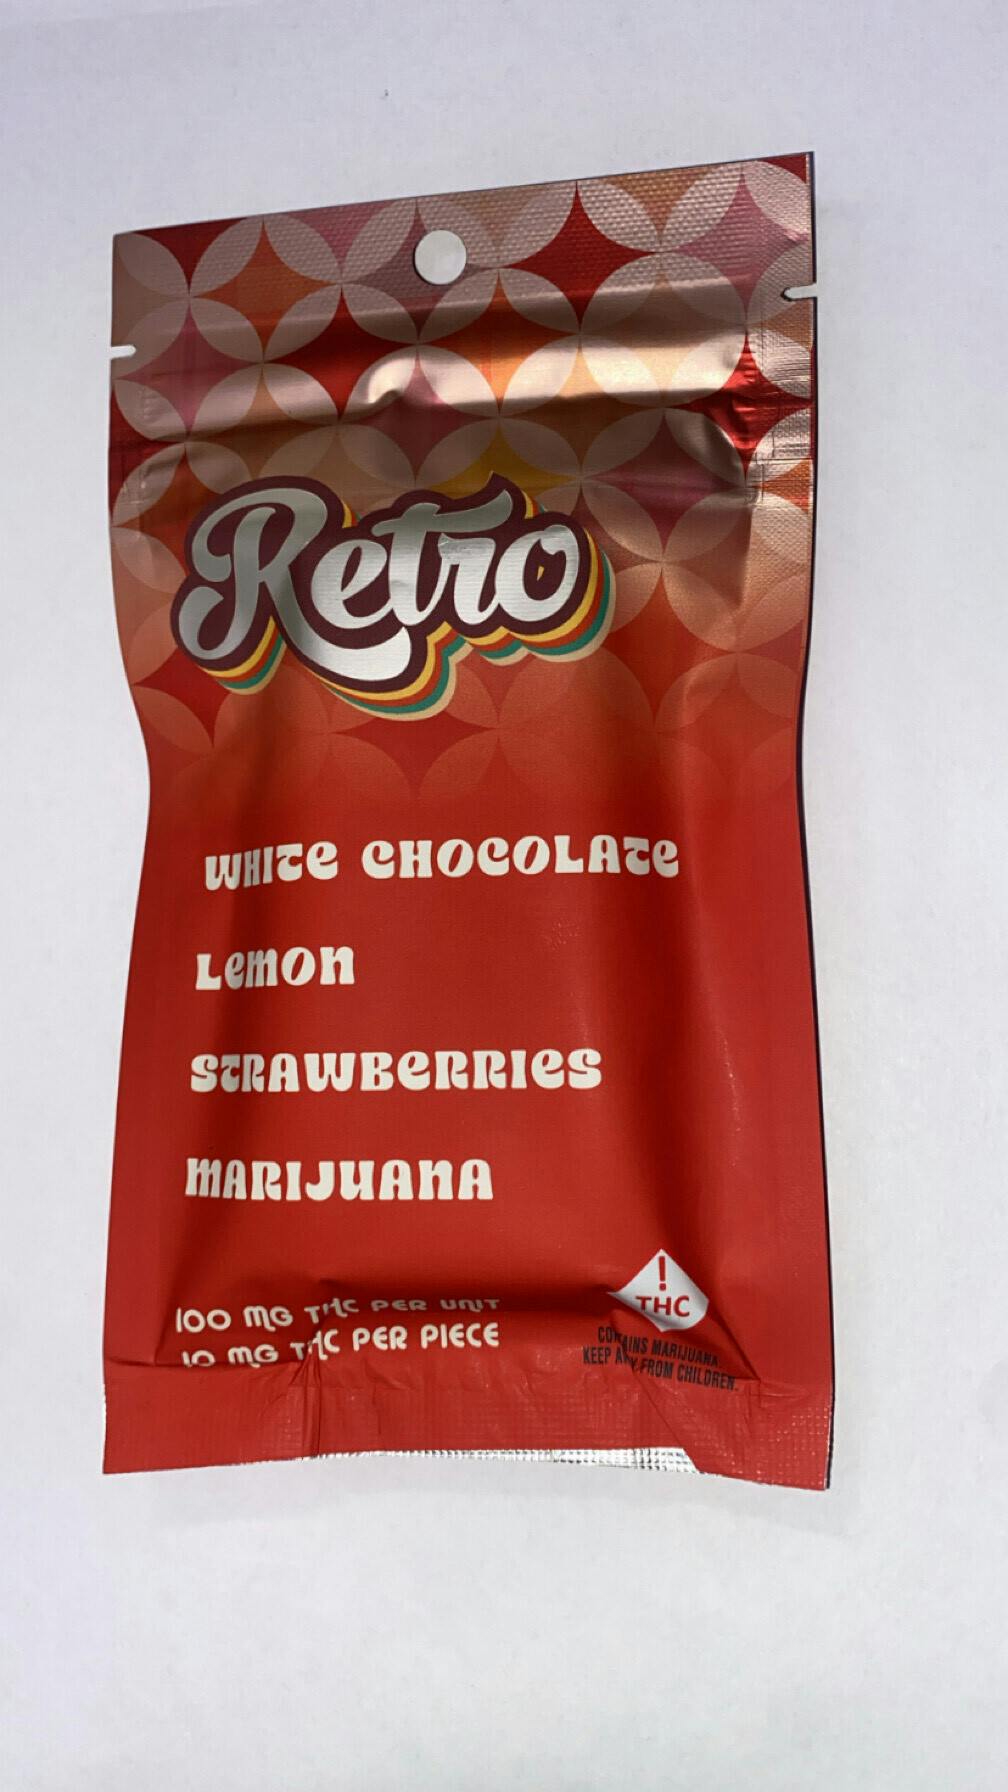 Retro
WHITE CHOCOLATE
Lemon
STRAWBERRIES
MARIJUANA
100 MG THC PER UNIT
10 MG THC PER PIECE
!
THC
CONTAINS MARIJUANA.
KEEP AWAY FROM CHILDREN.